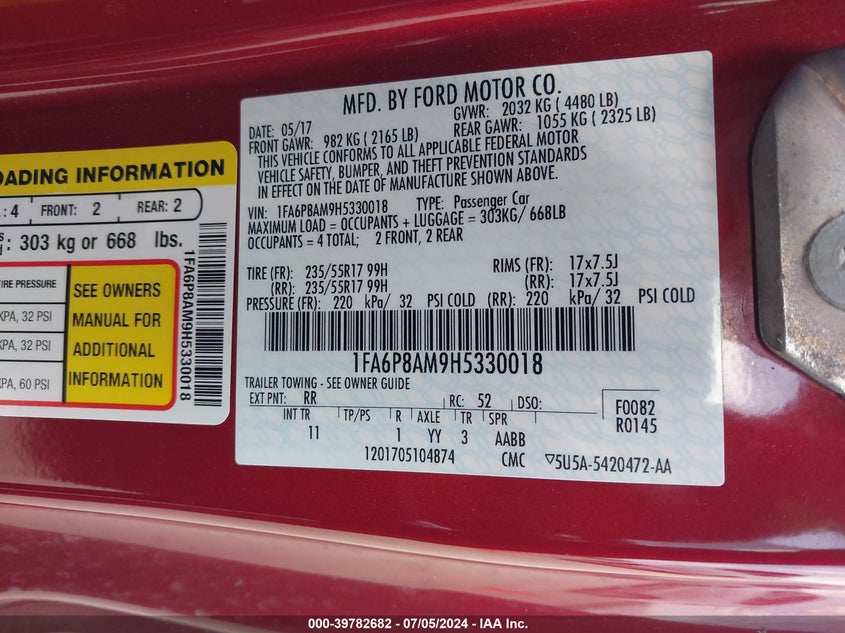 OADING INFORMATION
: 4 FRONT: 2 REAR: 2
: 303 kg or 668 lbs.
TIRE PRESSURE
KPA, 32 PSI
KPA, 32 PSI
KPA, 60 PSI
SEE OWNERS
MANUAL FOR
ADDITIONAL
INFORMATION
1FA6P8AM9H5330018
MFD. BY FORD MOTOR CO.
DATE: 05/17 GVWR: 2032 KG ( 4480 LB)
FRONT GAWR: 982 KG ( 2165 LB) REAR GAWR: 1055 KG ( 2325 LB)
THIS VEHICLE CONFORMS TO ALL APPLICABLE FEDERAL MOTOR
VEHICLE SAFETY, BUMPER, AND THEFT PREVENTION STANDARDS
IN EFFECT ON THE DATE OF MANUFACTURE SHOWN ABOVE.
VIN: 1FA6P8AM9H5330018 TYPE: Passenger Car
MAXIMUM LOAD = OCCUPANTS + LUGGAGE = 303KG/ 668LB
OCCUPANTS = 4 TOTAL; 2 FRONT, 2 REAR
TIRE (FR): 235/55R17 99H RIMS (FR): 17x7.5J
(RR): 235/55R17 99H (RR): 17x7.5J
PRESSURE (FR): 220 kPa/ 32 PSI COLD (RR): 220 kPa/ 32 PSI COLD
1FA6P8AM9H5330018
TRAILER TOWING - SEE OWNER GUIDE
EXT PNT: RR RC: 52 DSO: F0082
INT TR TP/PS R AXLE TR SPR R0145
11 1 YY 3 AABB
1201705104874 CMC ▽5U5A-5420472-AA
000-39782682 - 07/05/2024 - IAA Inc.